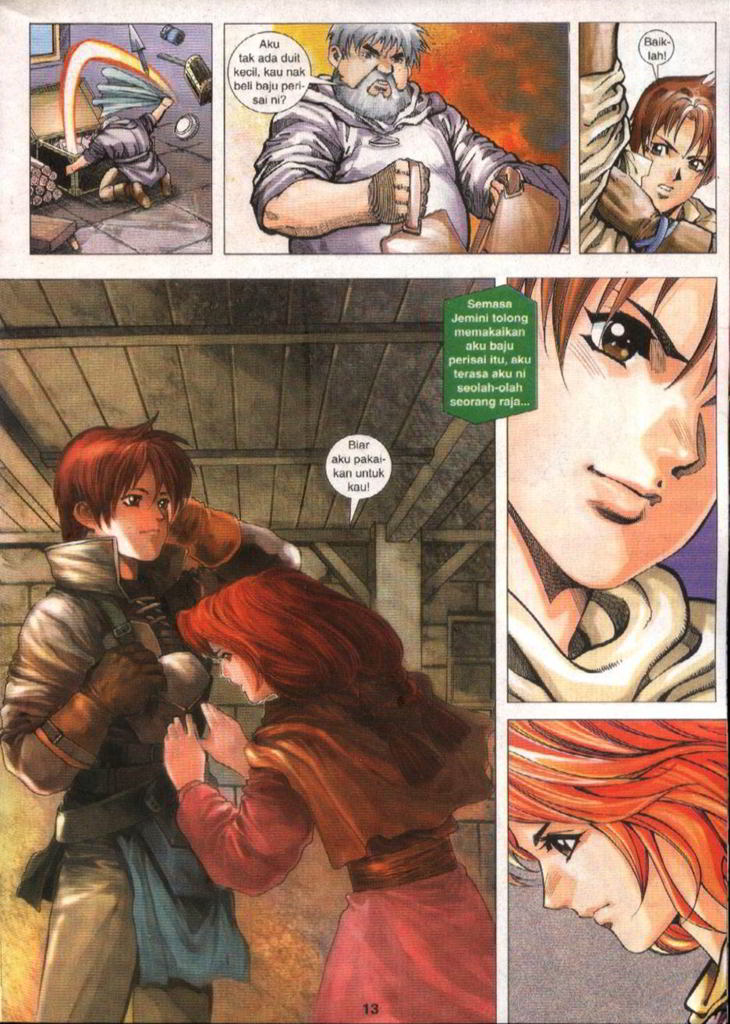 Aku
tak ada duit
kecil, kau nak
beli baju peri-
sai ni?
Baik-
lah!
Semasa
Jemini tolong
memakaikan
aku baju
perisai itu, aku
terasa aku ni
seolah-olah
seorang raja...
Biar
aku pakai-
kan untuk
kau!
13